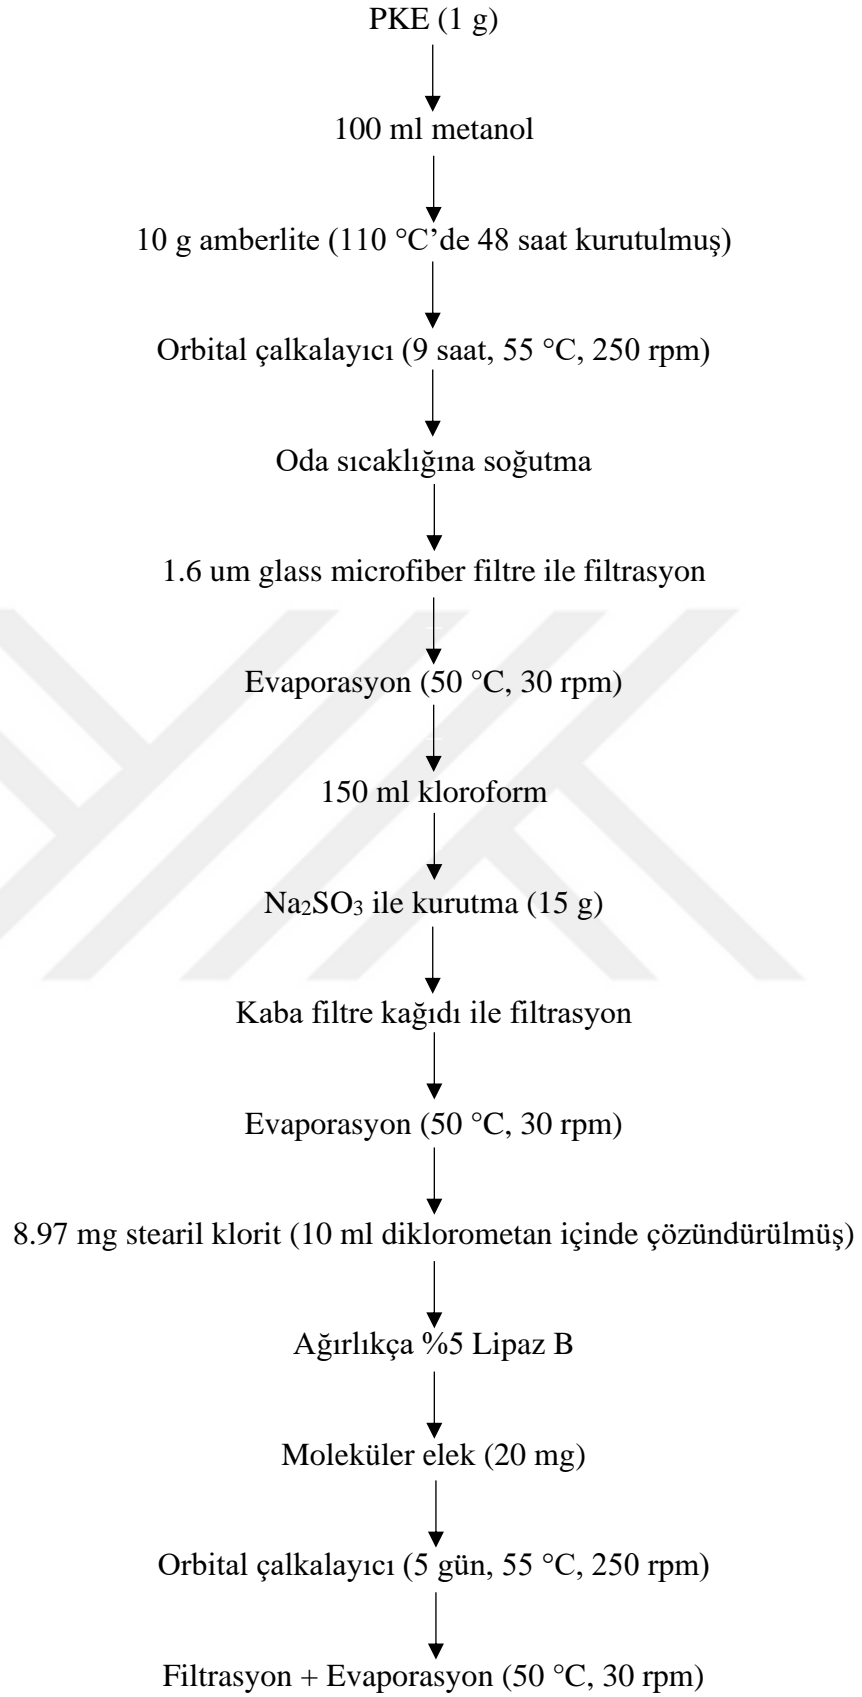 PKE (1 g)
100 ml metanol
10 g amberlite (110 °C’de 48 saat kurutulmuş)
Orbital çalkalayıcı (9 saat, 55 °C, 250 rpm)
Oda sıcaklığına soğutma
1.6 um glass microfiber filtre ile filtrasyon
Evaporasyon (50 °C, 30 rpm)
150 ml kloroform
Na₂SO₃ ile kurutma (15 g)
Kaba filtre kağıdı ile filtrasyon
Evaporasyon (50 °C, 30 rpm)
8.97 mg stearil klorit (10 ml diklorometan içinde çözündürülmüş)
Ağırlıkça %5 Lipaz B
Moleküler elek (20 mg)
Orbital çalkalayıcı (5 gün, 55 °C, 250 rpm)
Filtrasyon + Evaporasyon (50 °C, 30 rpm)